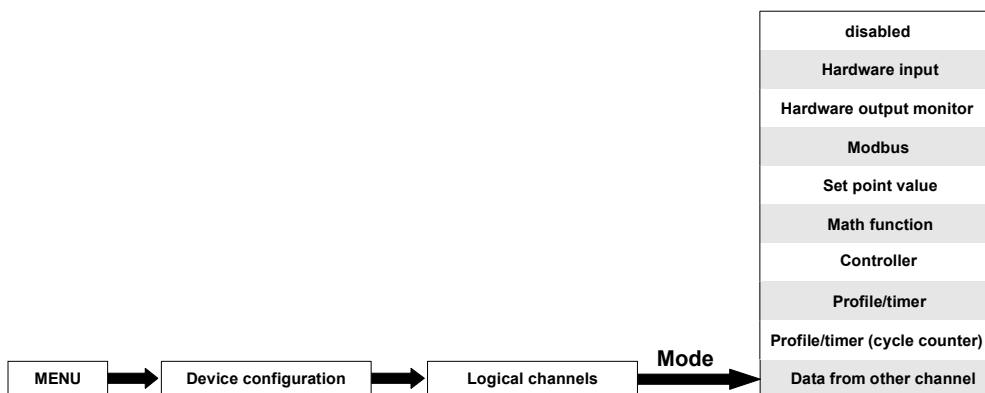 disabled
Hardware input
Hardware output monitor
Modbus
Set point value
Math function
Controller
Profile/timer
Profile/timer (cycle counter)
MENU
Device configuration
Logical channels
Mode
Data from other channel